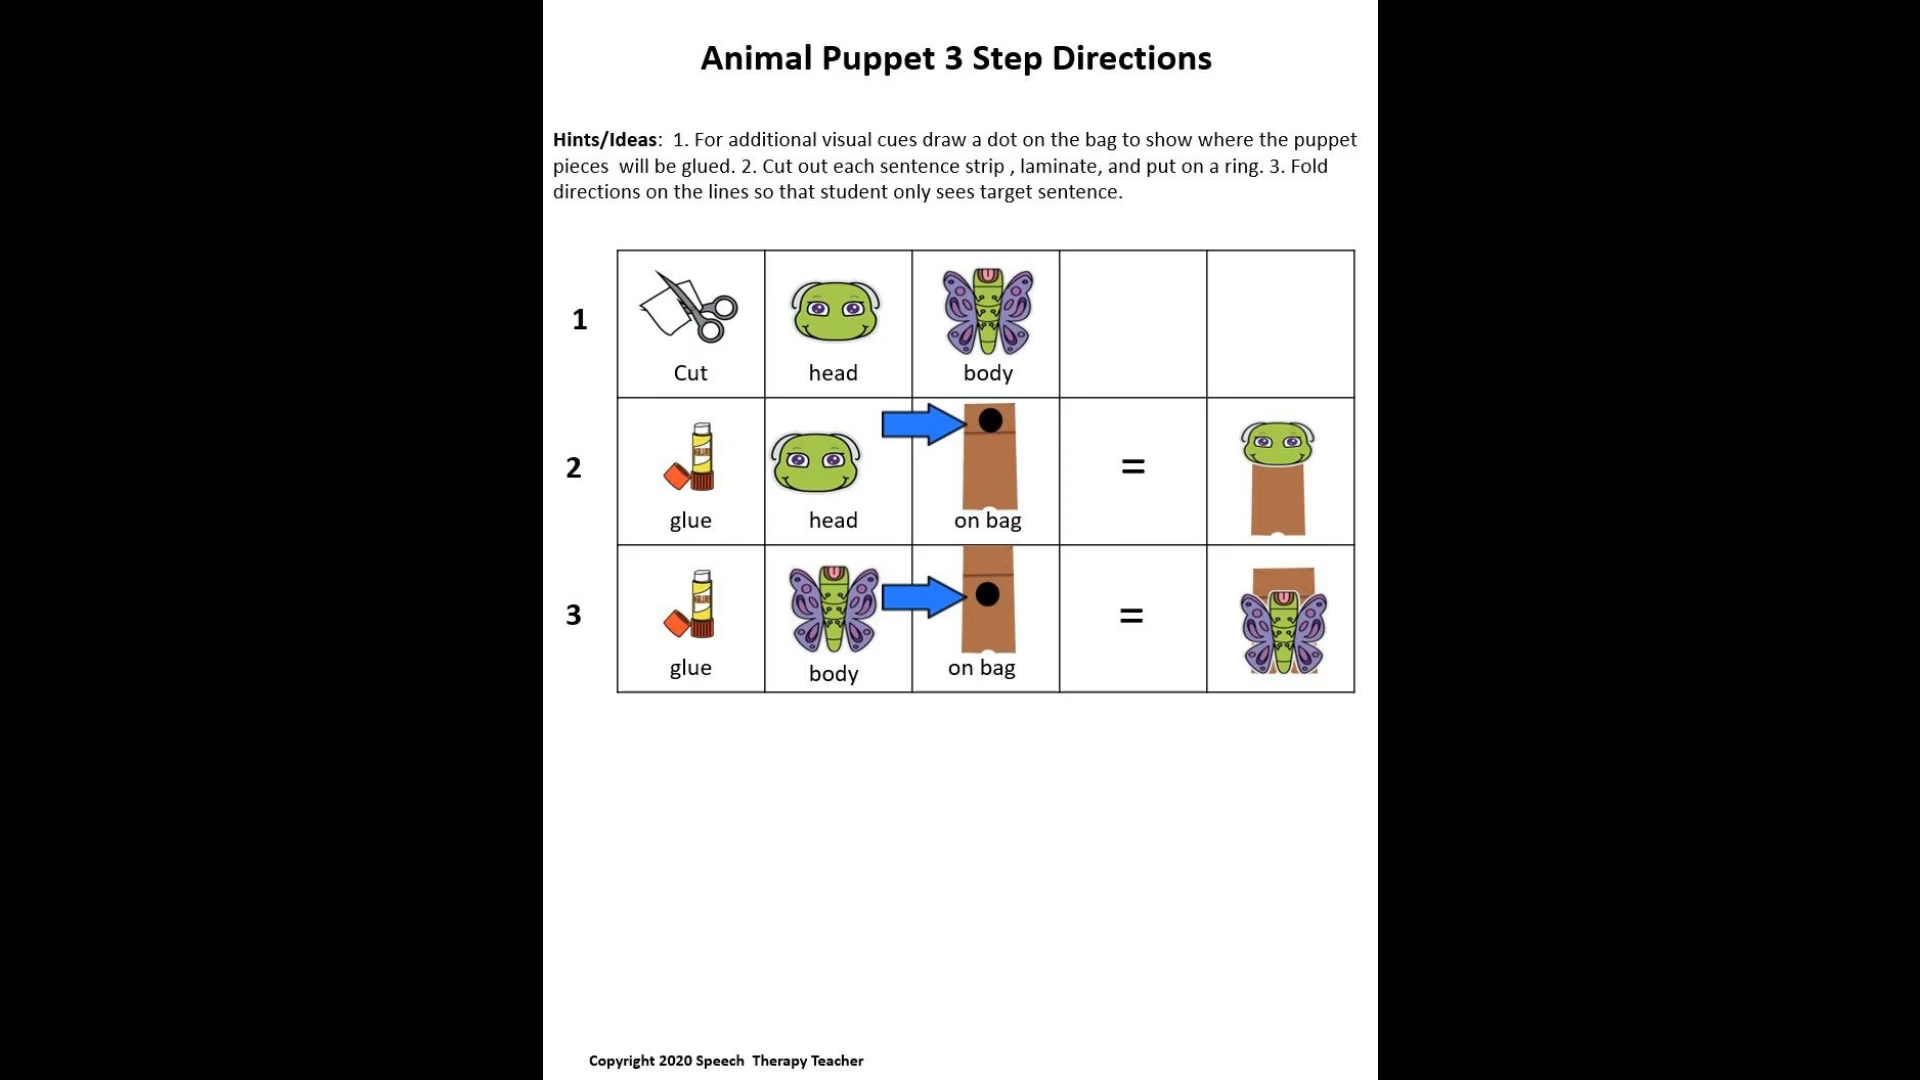 Animal Puppet 3 Step Directions
Hints/Ideas:  1. For additional visual cues draw a dot on the bag to show where the puppet
pieces  will be glued. 2. Cut out each sentence strip , laminate, and put on a ring. 3. Fold
directions on the lines so that student only sees target sentence.
1
Cut head body
2
=
glue head on bag
3
=
glue body on bag
Copyright 2020 Speech  Therapy Teacher